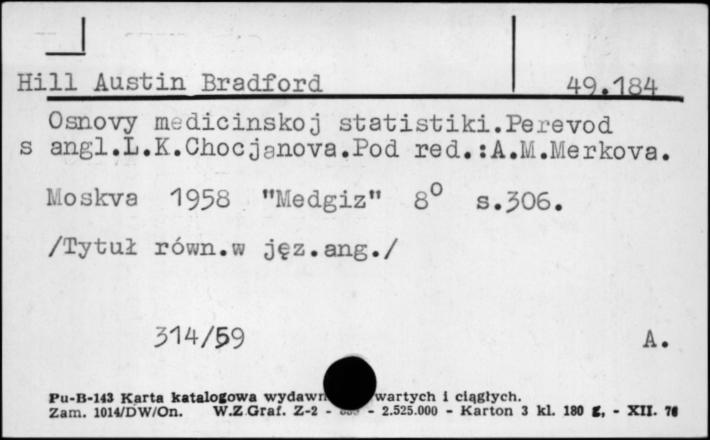 Hill Austin Bradford 49.184
Osnovy medicinskoj statistiki.Perevod
s angl.L.K.Chocjanova.Pod red.:A.M.Merkova.
Moskva 1958 "Medgiz" 8° s.306.
/Tytuł równ.w jęz.ang./
314/59 A.
Pu-B-143 Karta katalogowa wartych i ciągłych.
Zam. 1014/DW/On. W.Z.Graf. Z-2 - - 2.525.000 - Karton 3 kl. 180 g, - XII.